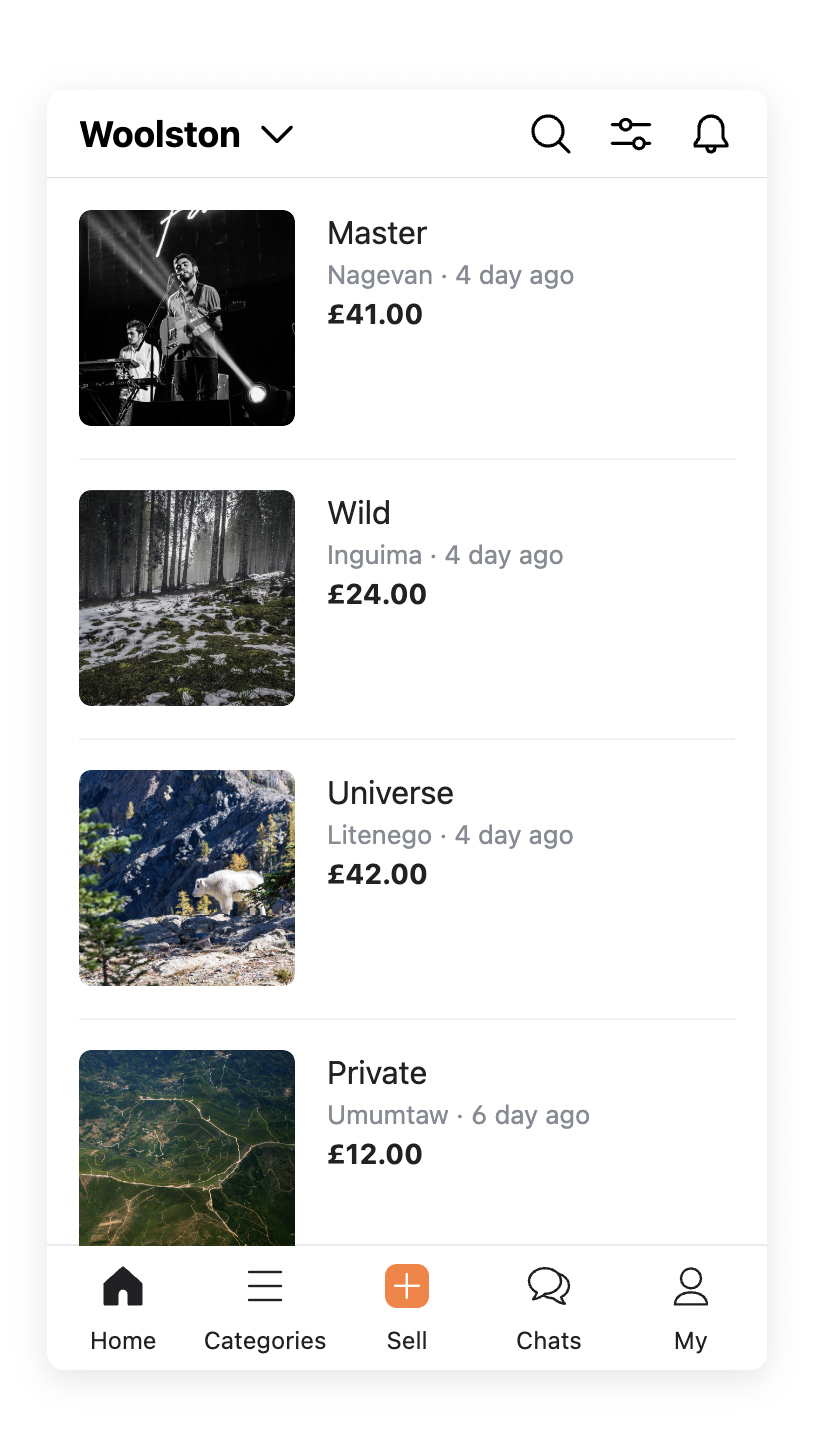 Woolston
Master
Nagevan · 4 day ago
£41.00
Wild
Inguima · 4 day ago
£24.00
Universe
Litenego · 4 day ago
£42.00
Private
Umumtaw · 6 day ago
£12.00
Home
Categories
Sell
Chats
My